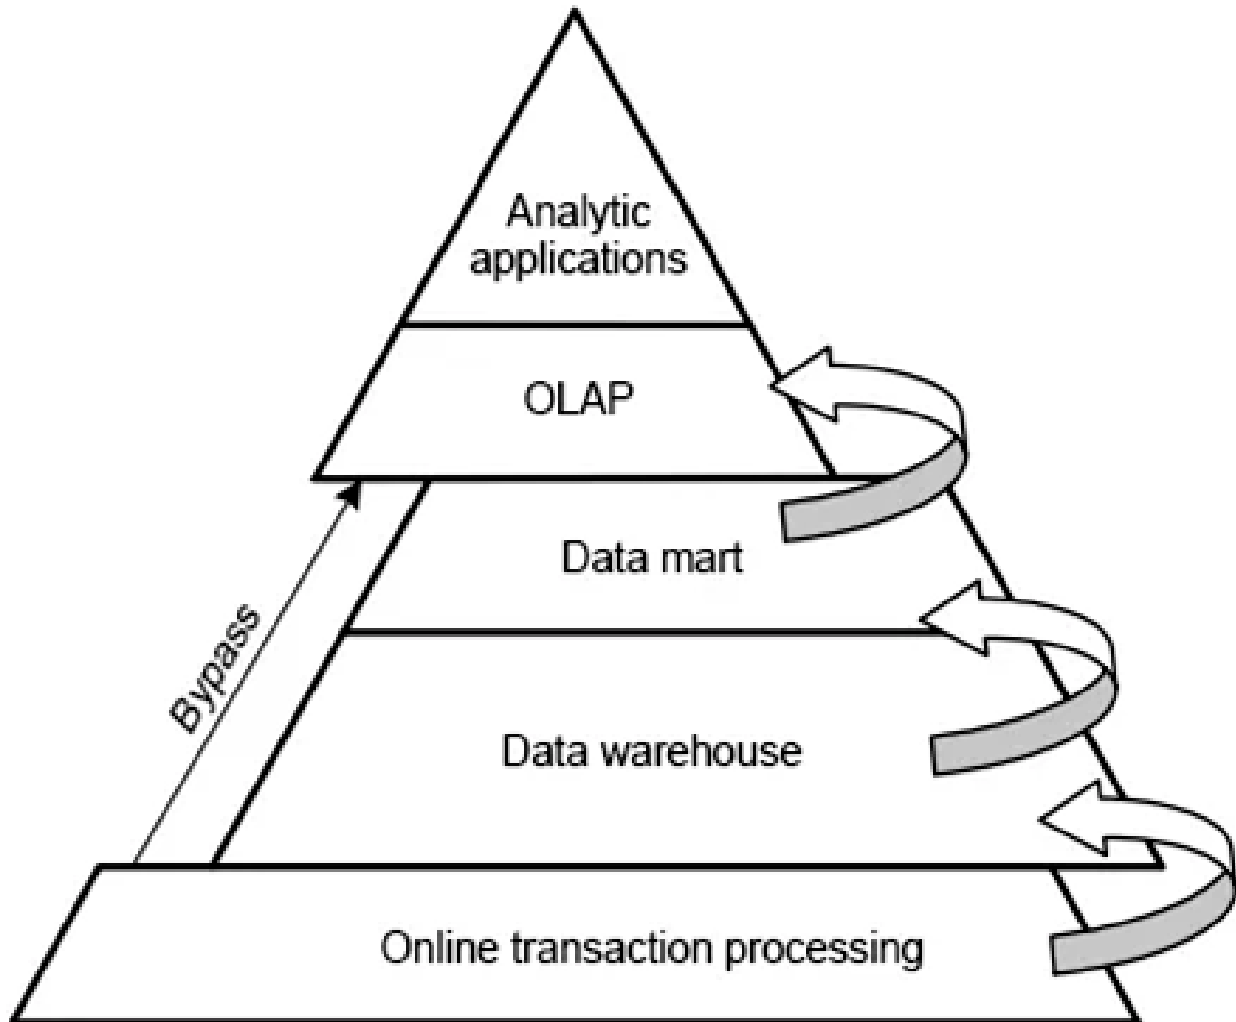 Analytic
applications
OLAP
Data mart
Bypass
Data warehouse
Online transaction processing